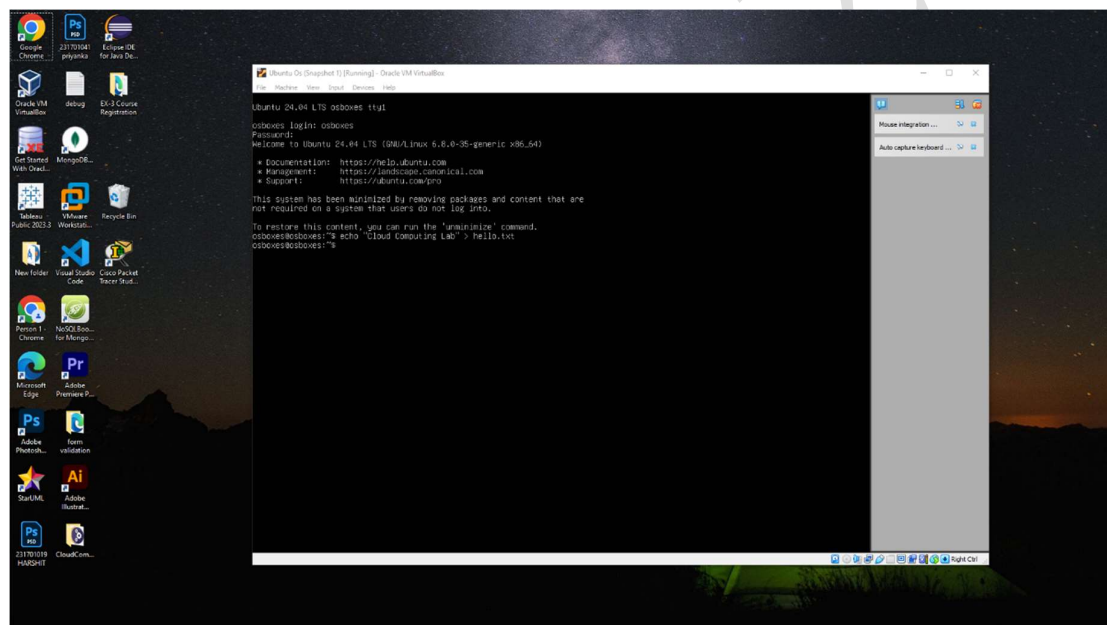 Google
Chrome
231701041
priyanka
Eclipse IDE
for Java De...
Oracle VM
VirtualBox
debug
EX-3 Course
Registration
Get Started
With Oracl...
MongoDB...
Tableau
Public 2023.3
VMware
Workstati...
Recycle Bin
New folder
Visual Studio
Code
Cisco Packet
Tracer Stud...
Person 1 -
Chrome
NoSQLBoo...
for Mongo...
Microsoft
Edge
Adobe
Premiere P...
Adobe
Photosh...
form
validation
StarUML
Adobe
Illustrat...
231701019
HARSHIT
CloudCom...
Ubuntu Os (Snapshot 1) [Running] - Oracle VM VirtualBox
File Machine View Input Devices Help
Ubuntu 24.04 LTS osboxes tty1
osboxes login: osboxes
Password:
Welcome to Ubuntu 24.04 LTS (GNU/Linux 6.8.0-35-generic x86_64)
* Documentation: https://help.ubuntu.com
* Management: https://landscape.canonical.com
* Support: https://ubuntu.com/pro
This system has been minimized by removing packages and content that are
not required on a system that users do not log into.
To restore this content, you can run the 'unminimize' command.
osboxes@osboxes:~$ echo "Cloud Computing Lab" > hello.txt
osboxes@osboxes:~$
Mouse integration ...
Auto capture keyboard ...
Right Ctrl